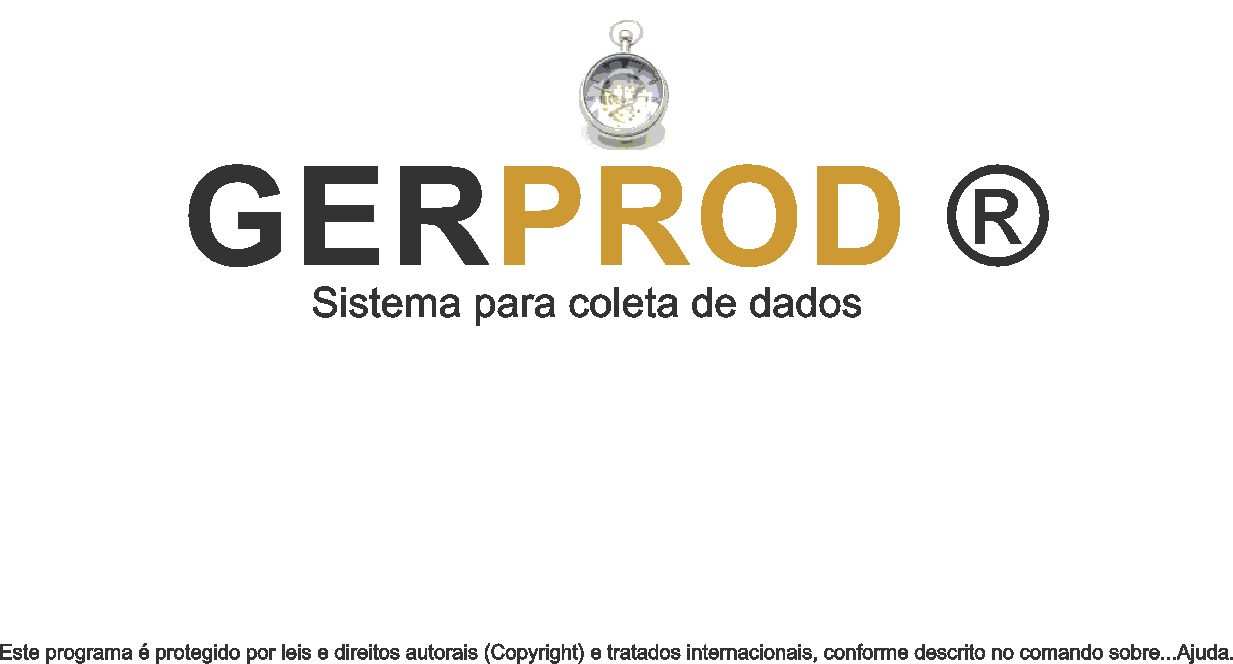 GERPROD ®
Sistema para coleta de dados
Este programa é protegido por leis e direitos autorais (Copyright) e tratados internacionais, conforme descrito no comando sobre...Ajuda.